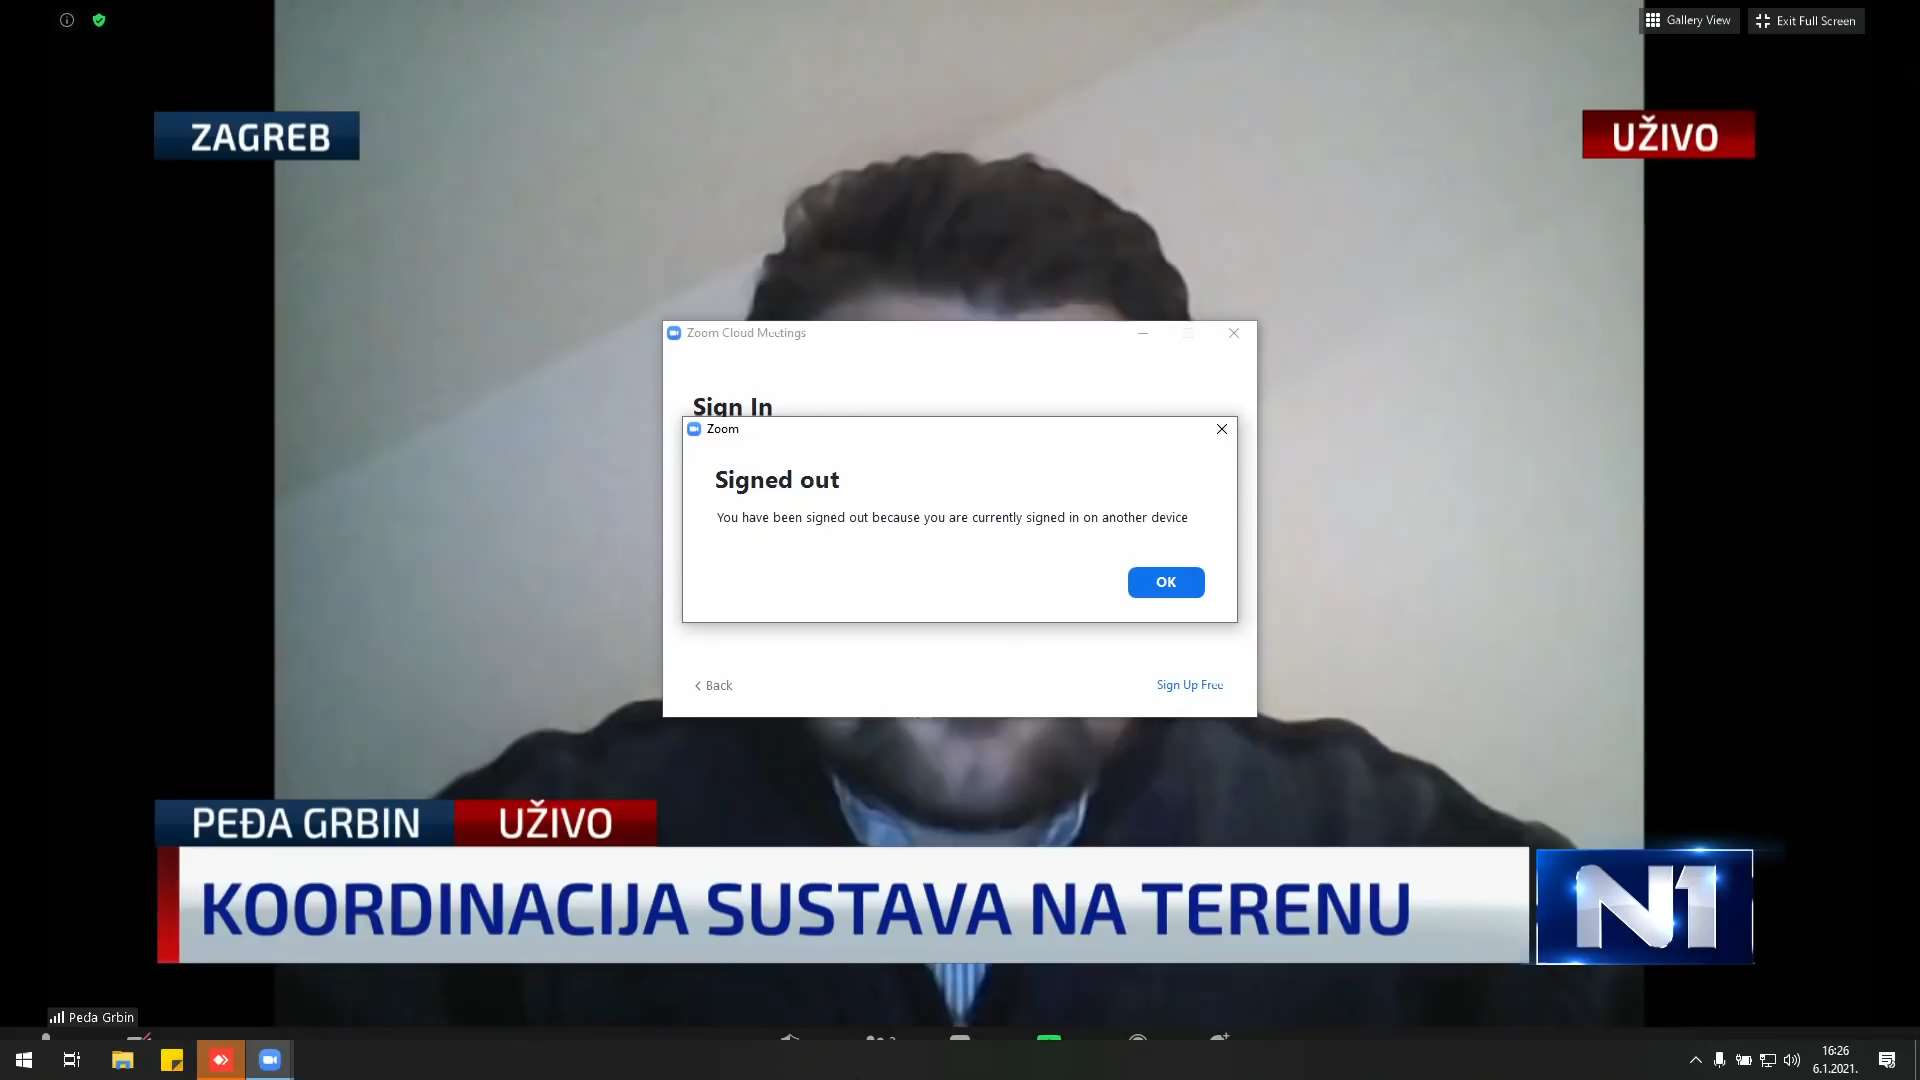 Gallery View
Exit Full Screen
ZAGREB
UŽIVO
Zoom Cloud Meetings
Sign In
Zoom
Signed out
You have been signed out because you are currently signed in on another device
OK
Back
Sign Up Free
PEĐA GRBIN
UŽIVO
KOORDINACIJA SUSTAVA NA TERENU
N1
Peđa Grbin
16:26
6.1.2021.